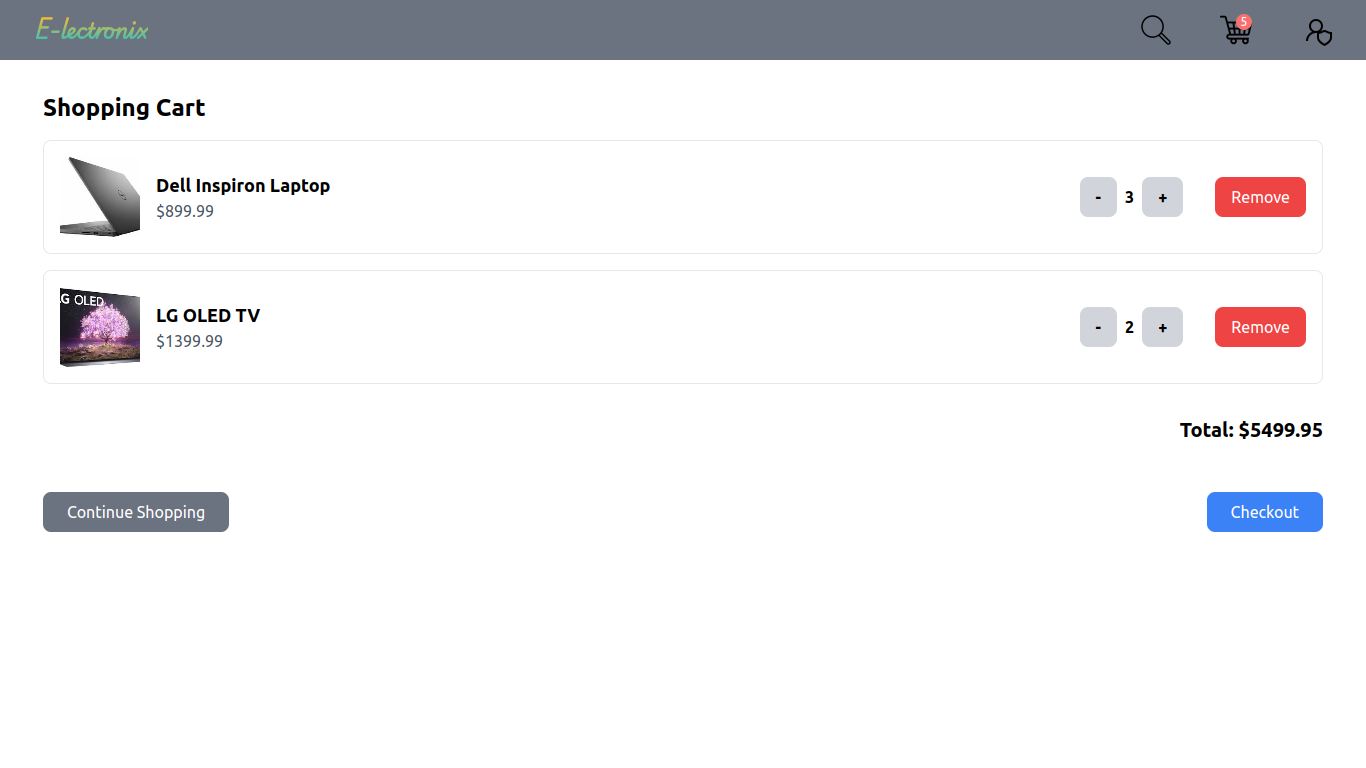 E-lectronix
5
Shopping Cart
Dell Inspiron Laptop
$899.99
- 3 + Remove
LG OLED
LG OLED TV
$1399.99
- 2 + Remove
Total: $5499.95
Continue Shopping
Checkout